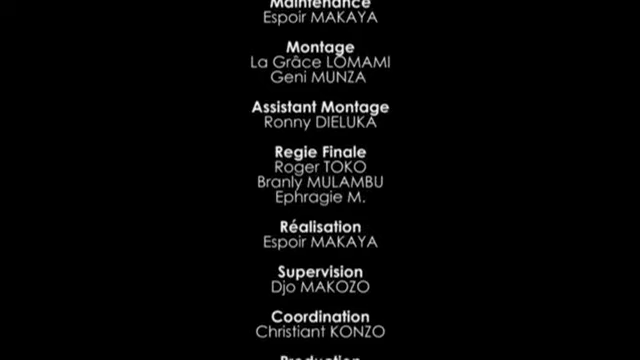 Maintenance
Espoir MAKAYA
Montage
La Grâce LOMAMI
Geni MUNZA
Assistant Montage
Ronny DIELUKA
Regie Finale
Roger TOKO
Branly MULAMBU
Ephragie M.
Réalisation
Espoir MAKAYA
Supervision
Djo MAKOZO
Coordination
Christiant KONZO
Production